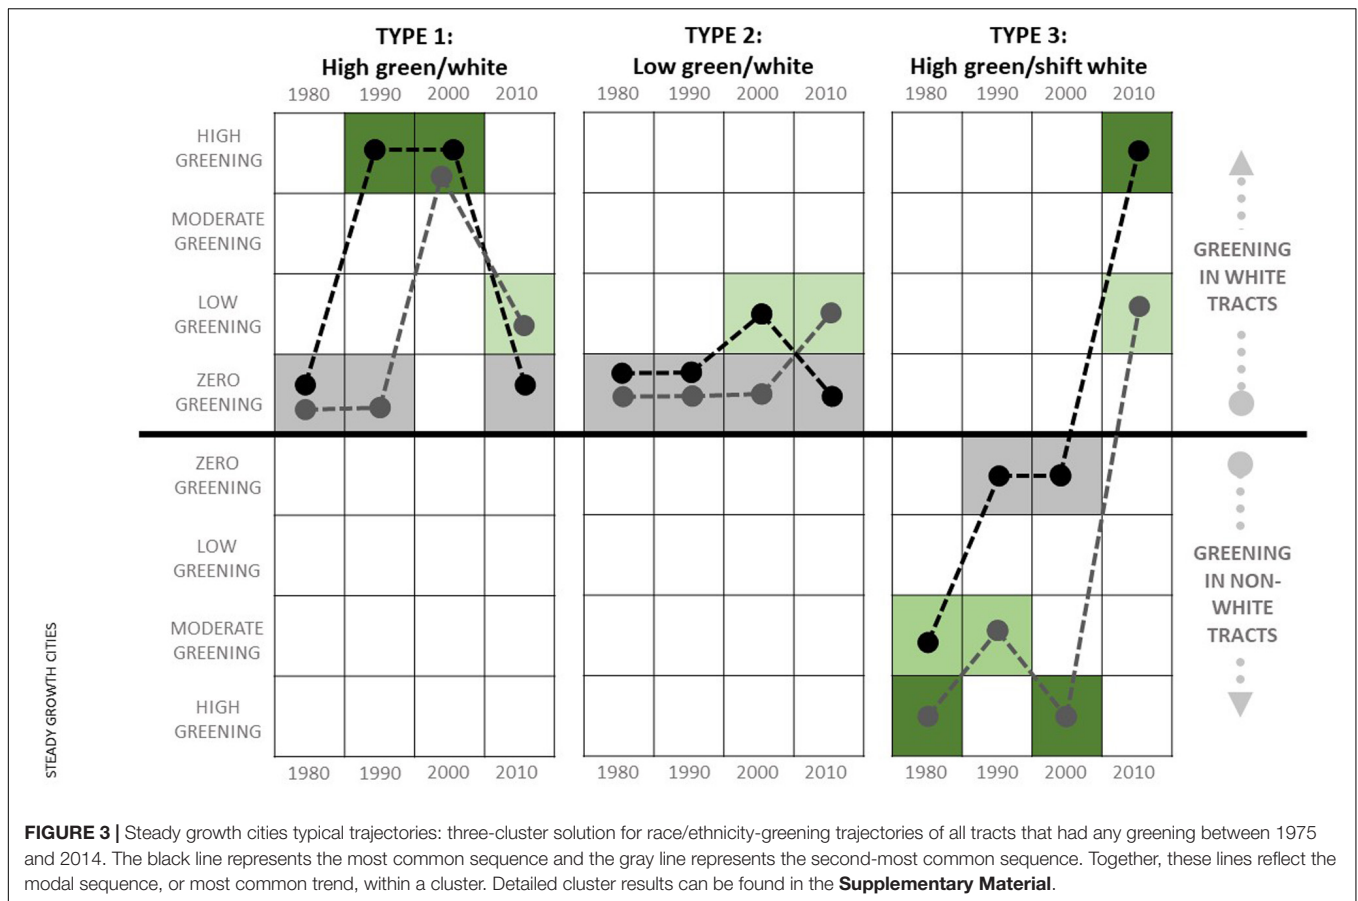 TYPE 1:
High green/white
1980 1990 2000 2010
TYPE 2:
Low green/white
1980 1990 2000 2010
TYPE 3:
High green/shift white
1980 1990 2000 2010
HIGH
GREENING
MODERATE
GREENING
LOW
GREENING
ZERO
GREENING
ZERO
GREENING
LOW
GREENING
MODERATE
GREENING
HIGH
GREENING
GREENING
IN WHITE
TRACTS
GREENING
IN NON-
WHITE
TRACTS
STEADY GROWTH CITIES
1980 1990 2000 2010
1980 1990 2000 2010
1980 1990 2000 2010
FIGURE 3 | Steady growth cities typical trajectories: three-cluster solution for race/ethnicity-greening trajectories of all tracts that had any greening between 1975
and 2014. The black line represents the most common sequence and the gray line represents the second-most common sequence. Together, these lines reflect the
modal sequence, or most common trend, within a cluster. Detailed cluster results can be found in the Supplementary Material.